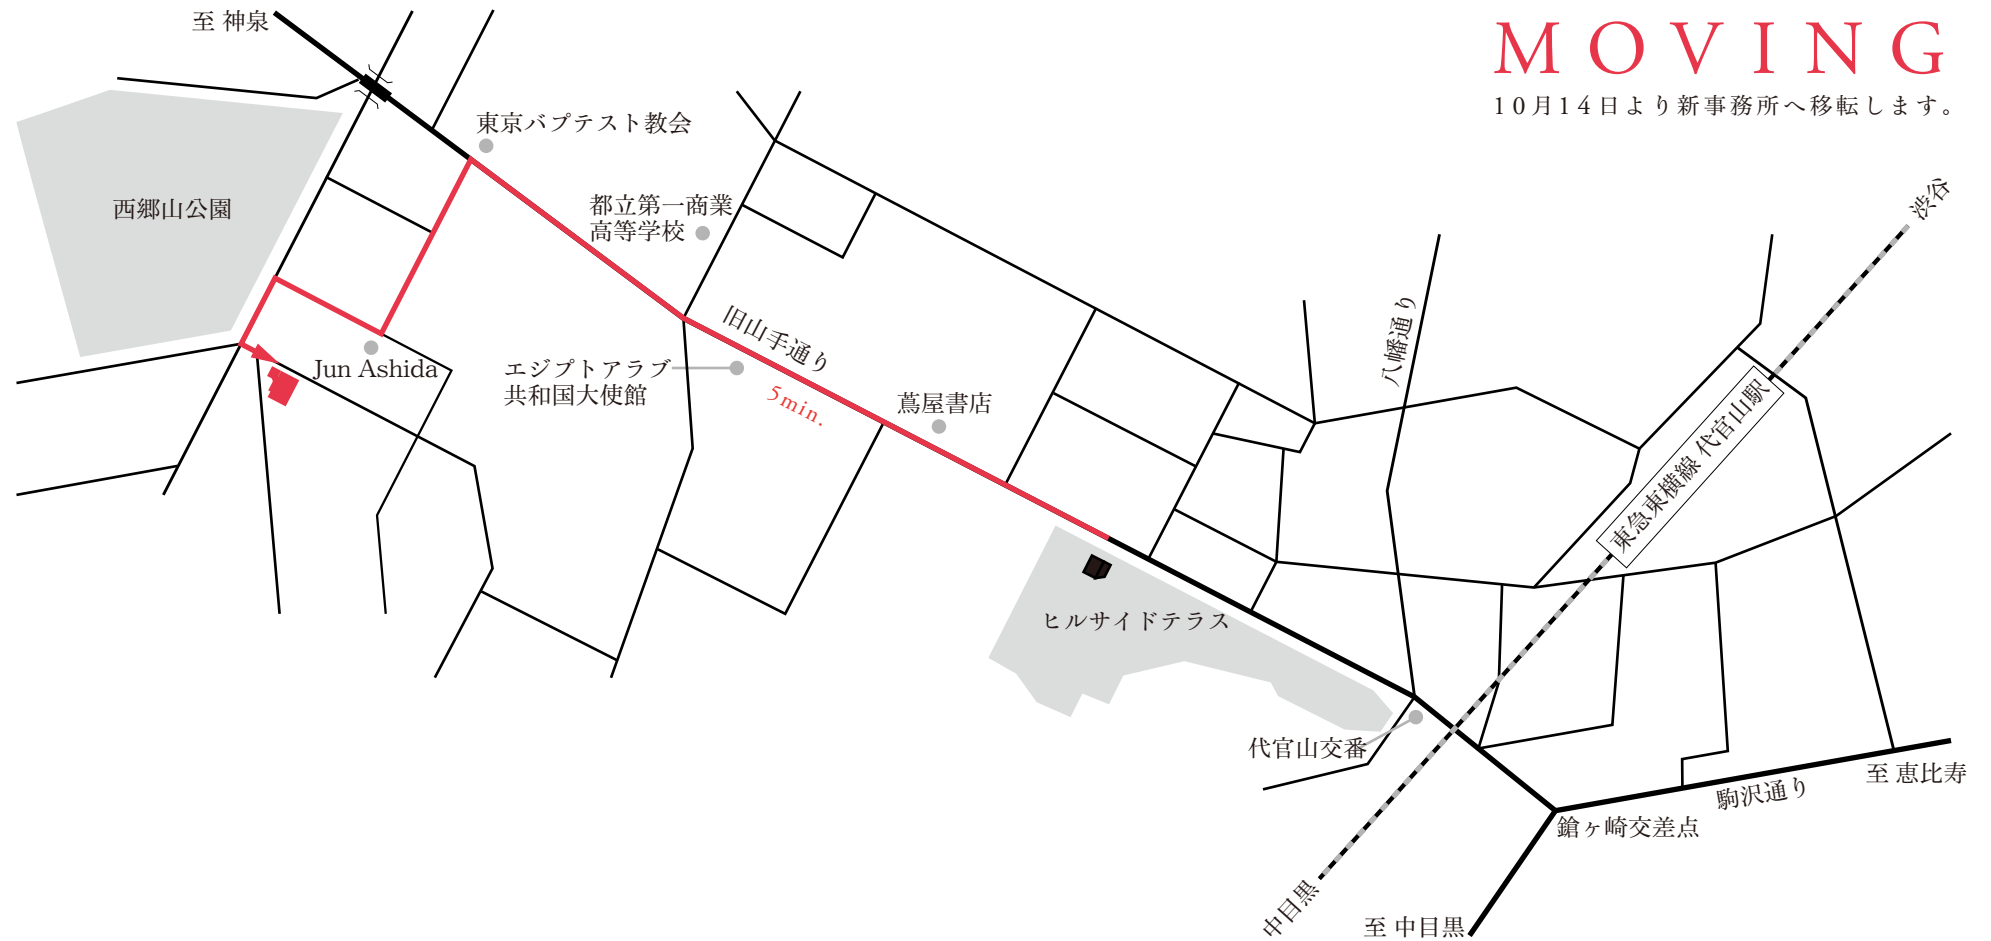 MOVING
10月14日より新事務所へ移転します。
至 神泉
東京バプテスト教会
西郷山公園
都立第一商業
高等学校
渋谷
旧山手通り
八幡通り
Jun Ashida
エジプトアラブ
共和国大使館
5min.
蔦屋書店
東急東横線 代官山駅
ヒルサイドテラス
代官山交番
至 恵比寿
駒沢通り
鎗ヶ崎交差点
中目黒
至 中目黒